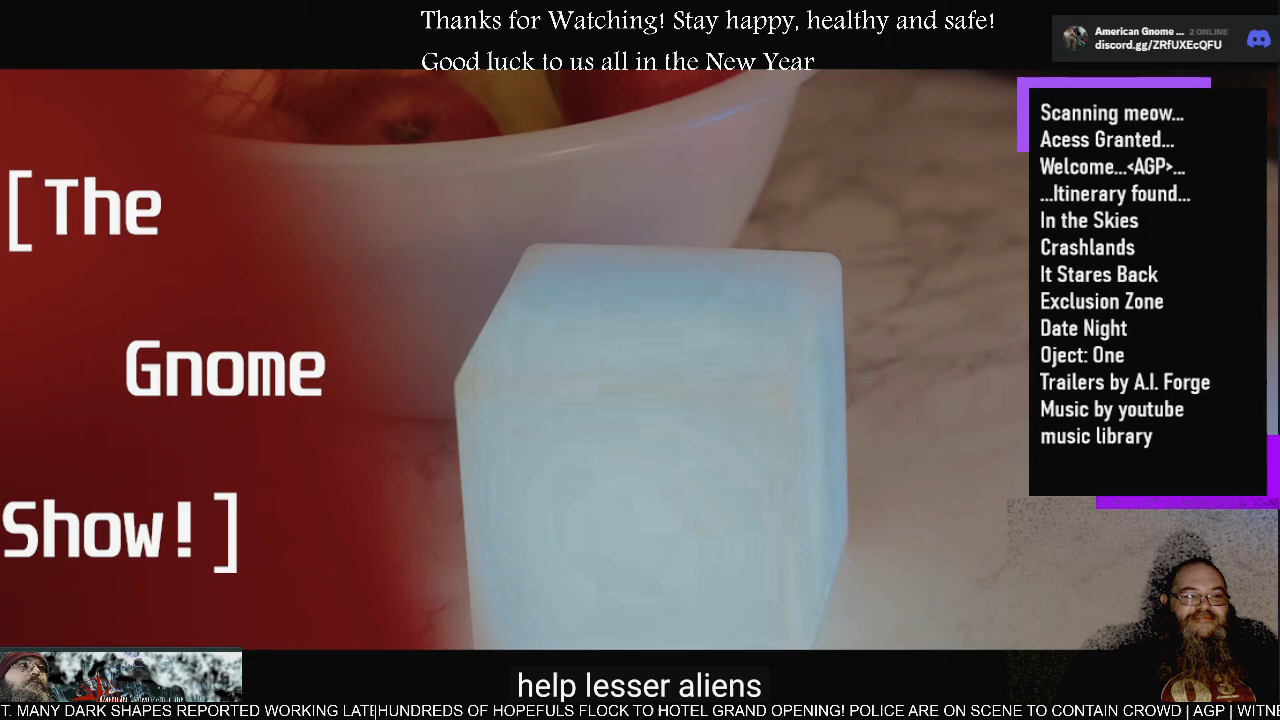 Thanks for Watching! Stay happy, healthy and safe!
Good luck to us all in the New Year
American Gnome ... 2 ONLINE
discord.gg/ZRfUXEcQFU
[The
Gnome
Show!]
Scanning meow...
Acess Granted...
Welcome...<AGP>...
...Itinerary found...
In the Skies
Crashlands
It Stares Back
Exclusion Zone
Date Night
Oject: One
Trailers by A.I. Forge
Music by youtube
music library
help lesser aliens
T. MANY DARK SHAPES REPORTED WORKING LATE|HUNDREDS OF HOPEFULS FLOCK TO HOTEL GRAND OPENING! POLICE ARE ON SCENE TO CONTAIN CROWD | AGP | WITNE